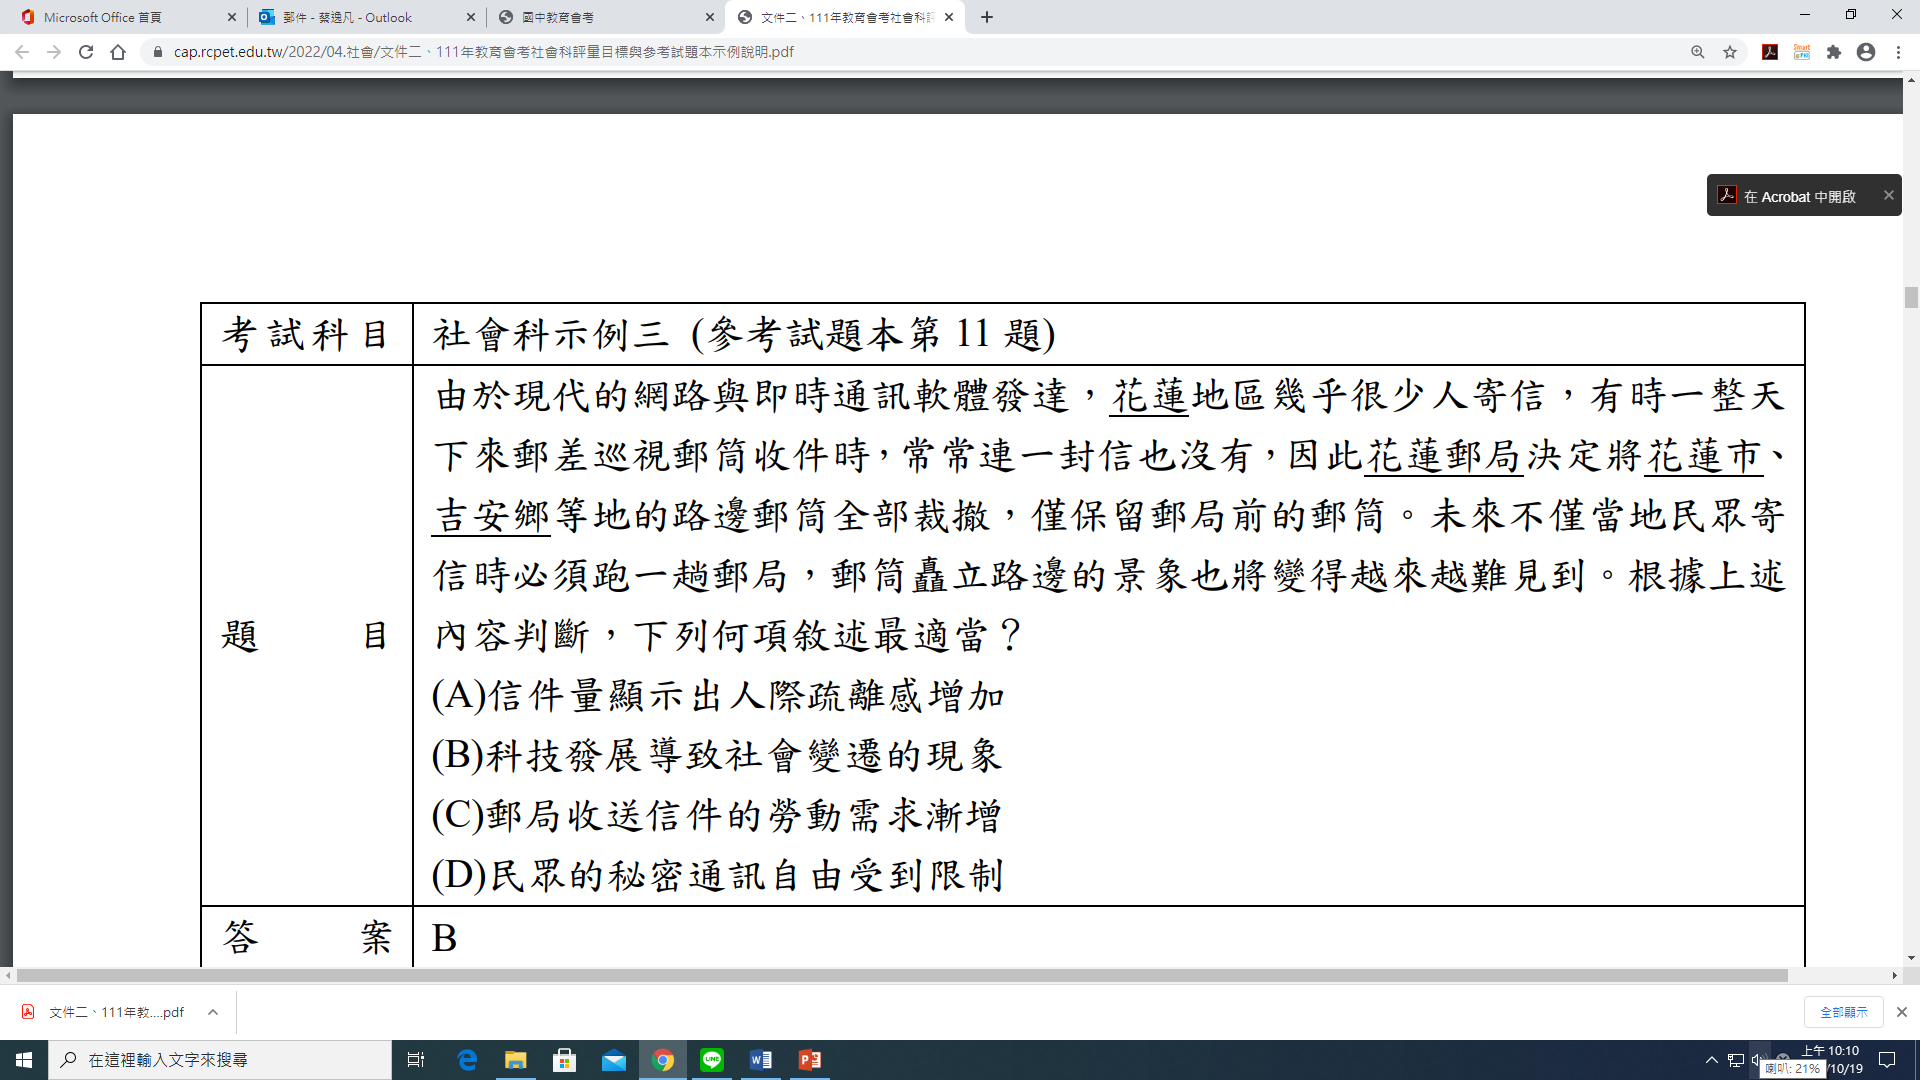 Microsoft Office 首頁
郵件 - 蔡逸凡 - Outlook
國中教育會考
文件二、111年教育會考社會科評
cap.rcpet.edu.tw/2022/04.社會/文件二、111年教育會考社會科評量目標與參考試題本示例說明.pdf
在 Acrobat 中開啟
考試科目
社會科示例三 (參考試題本第 11 題)
題目
由於現代的網路與即時通訊軟體發達，花蓮地區幾乎很少人寄信，有時一整天
下來郵差巡視郵筒收件時，常常連一封信也沒有，因此花蓮郵局決定將花蓮市、
吉安鄉等地的路邊郵筒全部裁撤，僅保留郵局前的郵筒。未來不僅當地民眾寄
信時必須跑一趟郵局，郵筒矗立路邊的景象也將變得越來越難見到。根據上述
內容判斷，下列何項敘述最適當？
(A)信件量顯示出人際疏離感增加
(B)科技發展導致社會變遷的現象
(C)郵局收送信件的勞動需求漸增
(D)民眾的秘密通訊自由受到限制
答案
B
文件二、111年教....pdf
全部顯示
在這裡輸入文字來搜尋
上午 10:10
/10/19
喇叭: 21%